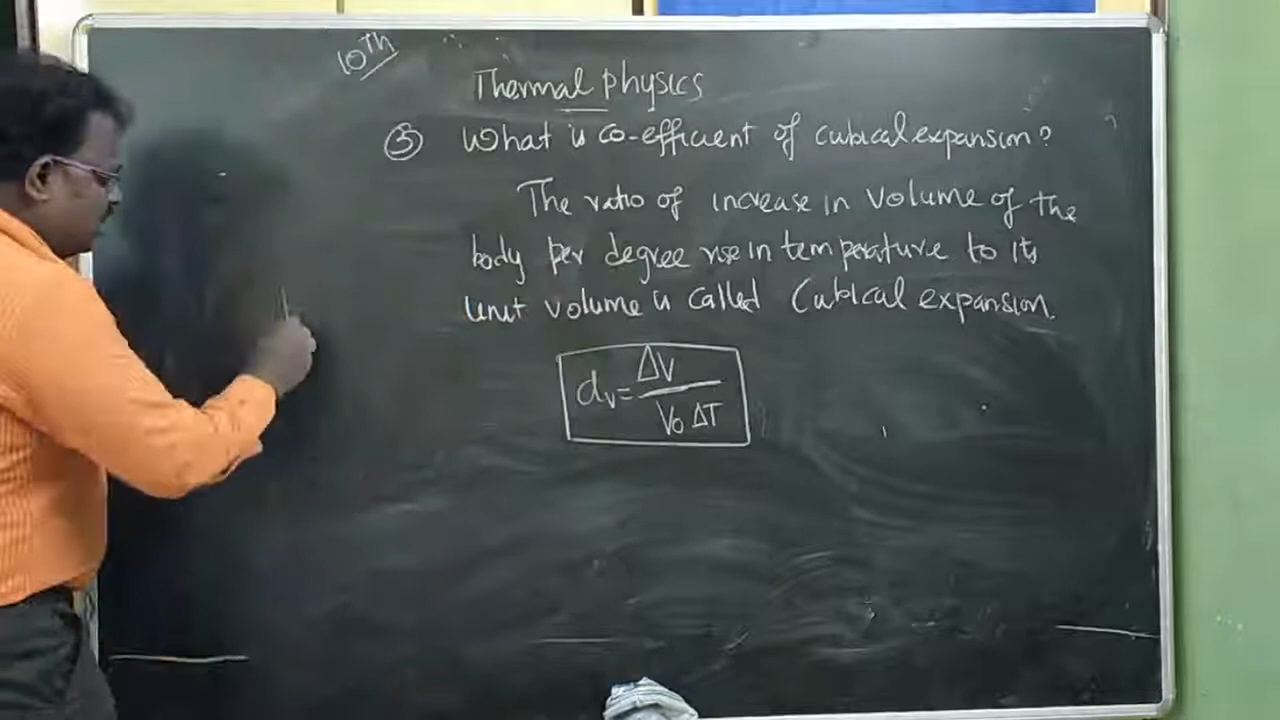 10Th
Thermal physics
③ What is co-efficient of cubical expansion?
The ratio of increase in volume of the
body per degree rise in temperature to its
unit volume is called Cubical expansion.
αv = ΔV / V₀ ΔT